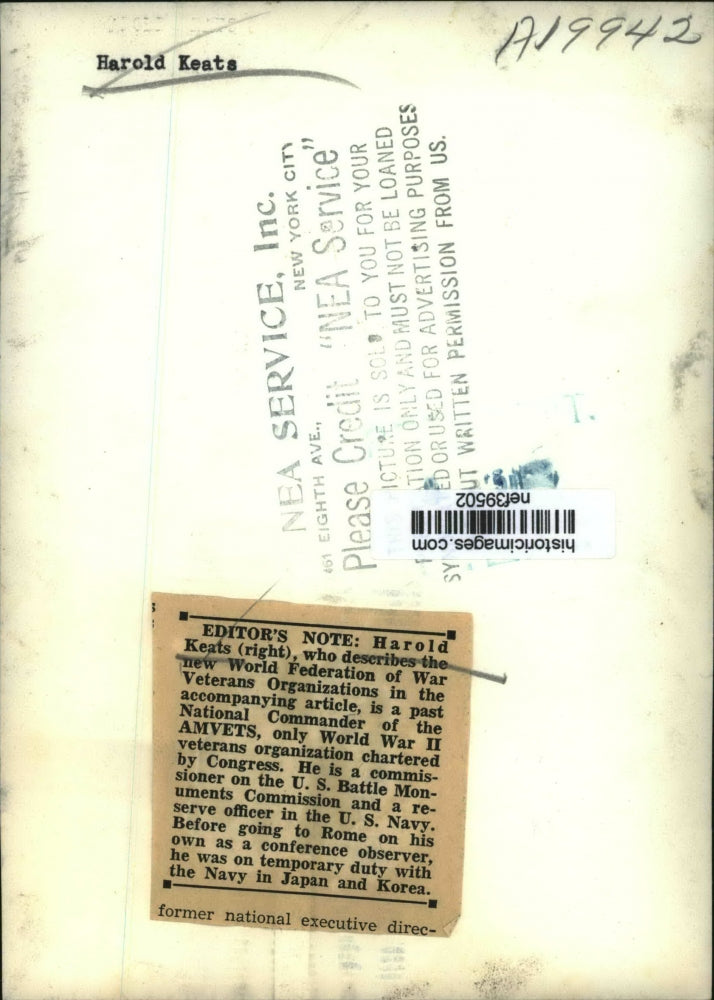 Harold Keats
A19942
NEA SERVICE, Inc.
461 EIGHTH AVE., NEW YORK CITY
Please Credit "NEA Service"
PICTURE IS SOLD TO YOU FOR YOUR
TION ONLY AND MUST NOT BE LOANED
ED OR USED FOR ADVERTISING PURPOSES
UT WRITTEN PERMISSION FROM US.
historicimages.com
nef39502
EDITOR'S NOTE: Harold
Keats (right), who describes the
new World Federation of War
Veterans Organizations in the
accompanying article, is a past
National Commander of the
AMVETS, only World War II
veterans organization chartered
by Congress. He is a commis-
sioner on the U. S. Battle Mon-
uments Commission and a re-
serve officer in the U. S. Navy.
Before going to Rome on his
own as a conference observer,
he was on temporary duty with
the Navy in Japan and Korea.
former national executive direc-